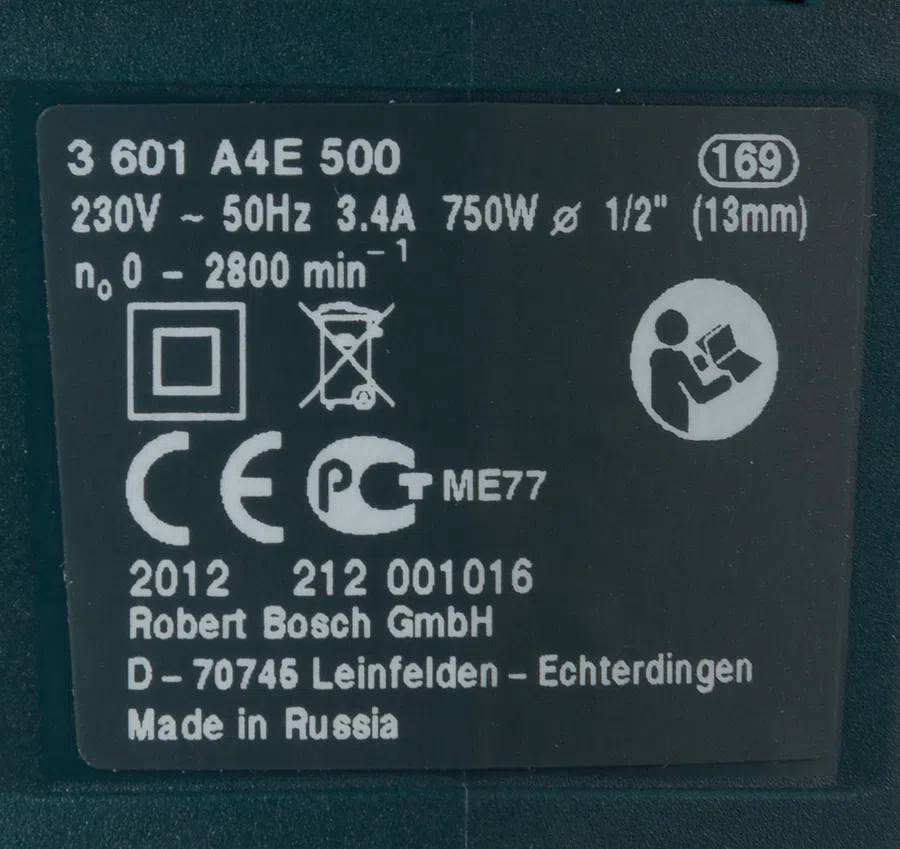 3 601 A4E 500 169
230V ~ 50Hz 3.4A 750W ⌀ 1/2" (13mm)
n₀ 0 – 2800 min⁻¹
CE PCT ME77
2012 212 001016
Robert Bosch GmbH
D – 70745 Leinfelden – Echterdingen
Made in Russia